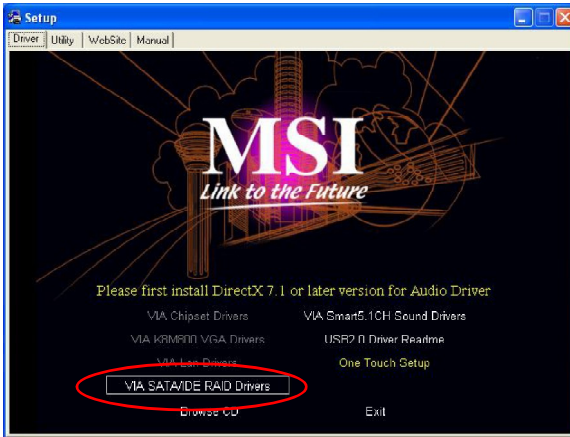 Setup
Driver Utility WebSite Manual
MSI
Link to the Future
Please first install DirectX 7.1 or later version for Audio Driver
VIA Chipset Drivers
VIA Smart5.1CH Sound Drivers
VIA K8M800 VGA Drivers
USB2.0 Driver Readme
VIA Lan Drivers
One Touch Setup
VIA SATA/IDE RAID Drivers
Browse CD
Exit